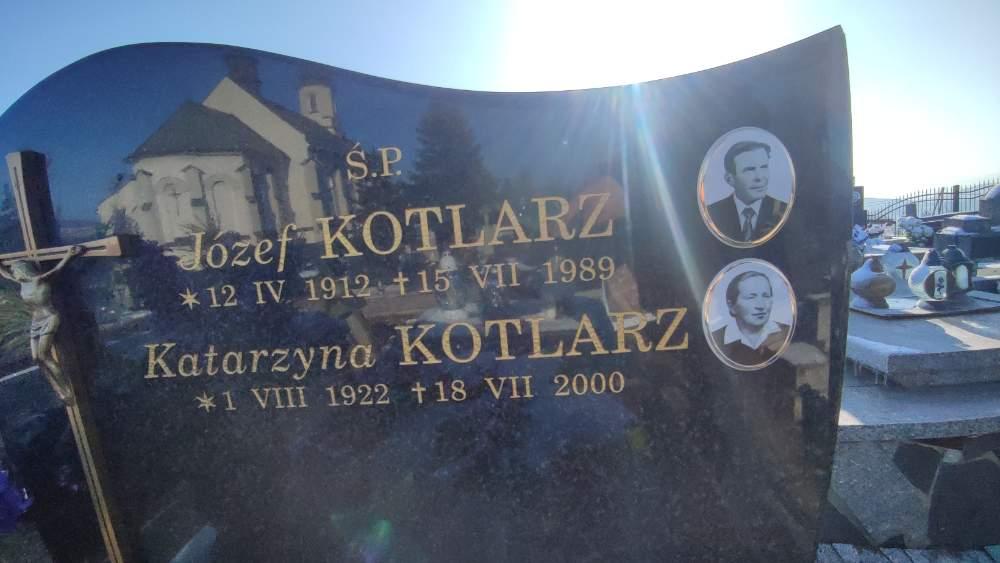 Ś.P.
Józef KOTLARZ
*12 IV 1912 †15 VII 1989
Katarzyna KOTLARZ
*1 VIII 1922 †18 VII 2000